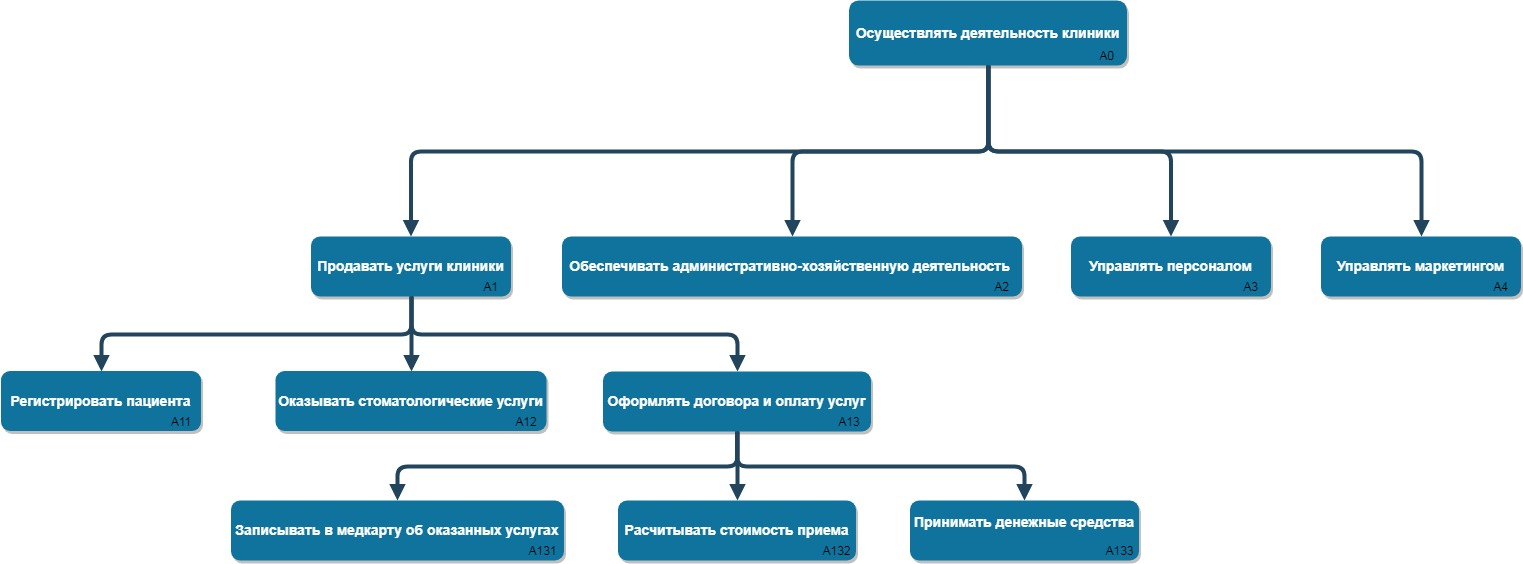 Осуществлять деятельность клиники
A0
Продавать услуги клиники
A1
Обеспечивать административно-хозяйственную деятельность
A2
Управлять персоналом
A3
Управлять маркетингом
A4
Регистрировать пациента
A11
Оказывать стоматологические услуги
A12
Оформлять договора и оплату услуг
A13
Записывать в медкарту об оказанных услугах
A131
Расчитывать стоимость приема
A132
Принимать денежные средства
A133